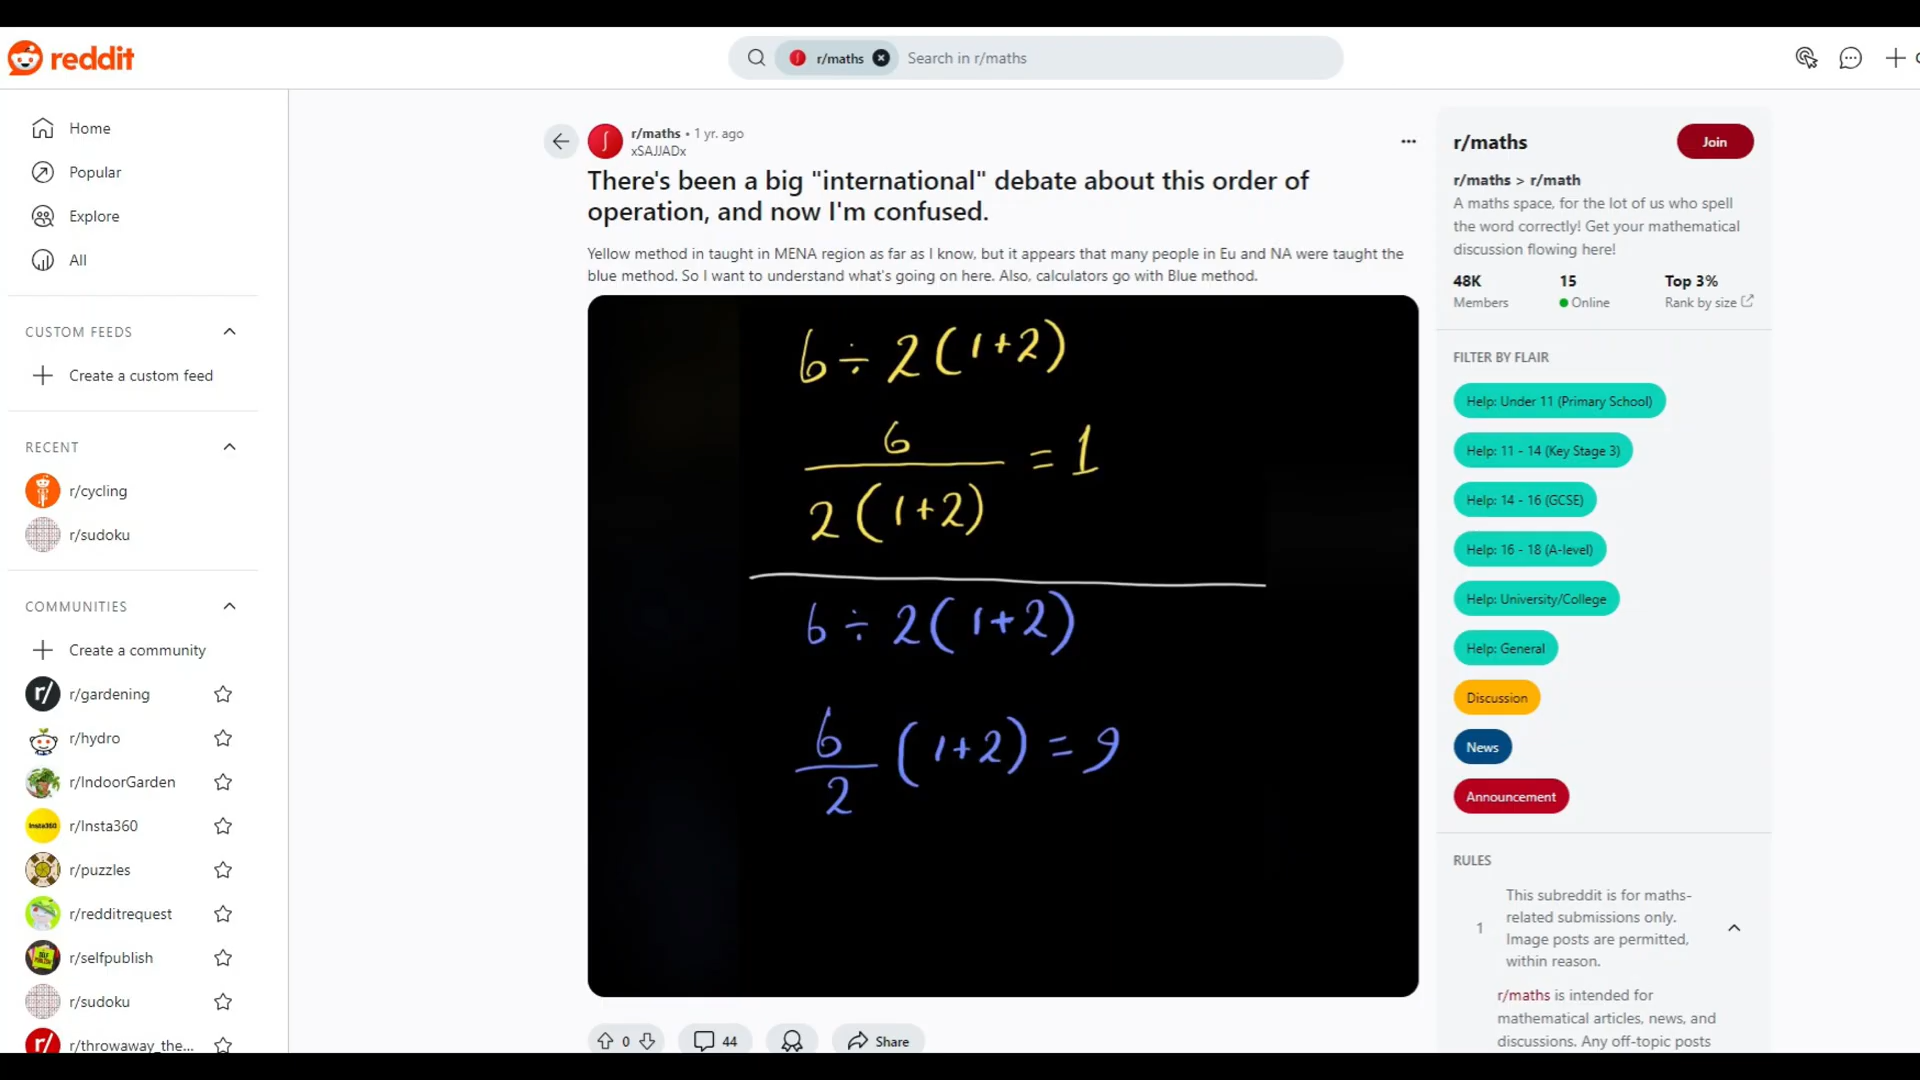 reddit
r/maths
Search in r/maths
Home
Popular
Explore
All
CUSTOM FEEDS
Create a custom feed
RECENT
r/cycling
r/sudoku
COMMUNITIES
Create a community
r/gardening
r/hydro
r/IndoorGarden
r/Insta360
r/puzzles
r/redditrequest
r/selfpublish
r/sudoku
r/throwaway_the...
r/maths • 1 yr. ago
xSAJJADx
There's been a big "international" debate about this order of
operation, and now I'm confused.
Yellow method in taught in MENA region as far as I know, but it appears that many people in Eu and NA were taught the
blue method. So I want to understand what's going on here. Also, calculators go with Blue method.
6 ÷ 2 (1+2)
6
2 (1+2)
= 1
6 ÷ 2 (1+2)
6
2
(1+2) = 9
0
44
Share
r/maths
Join
r/maths > r/math
A maths space, for the lot of us who spell
the word correctly! Get your mathematical
discussion flowing here!
48K
Members
15
Online
Top 3%
Rank by size
FILTER BY FLAIR
Help: Under 11 (Primary School)
Help: 11 - 14 (Key Stage 3)
Help: 14 - 16 (GCSE)
Help: 16 - 18 (A-level)
Help: University/College
Help: General
Discussion
News
Announcement
RULES
1
This subreddit is for maths-
related submissions only.
Image posts are permitted,
within reason.
r/maths is intended for
mathematical articles, news, and
discussions. Any off-topic posts